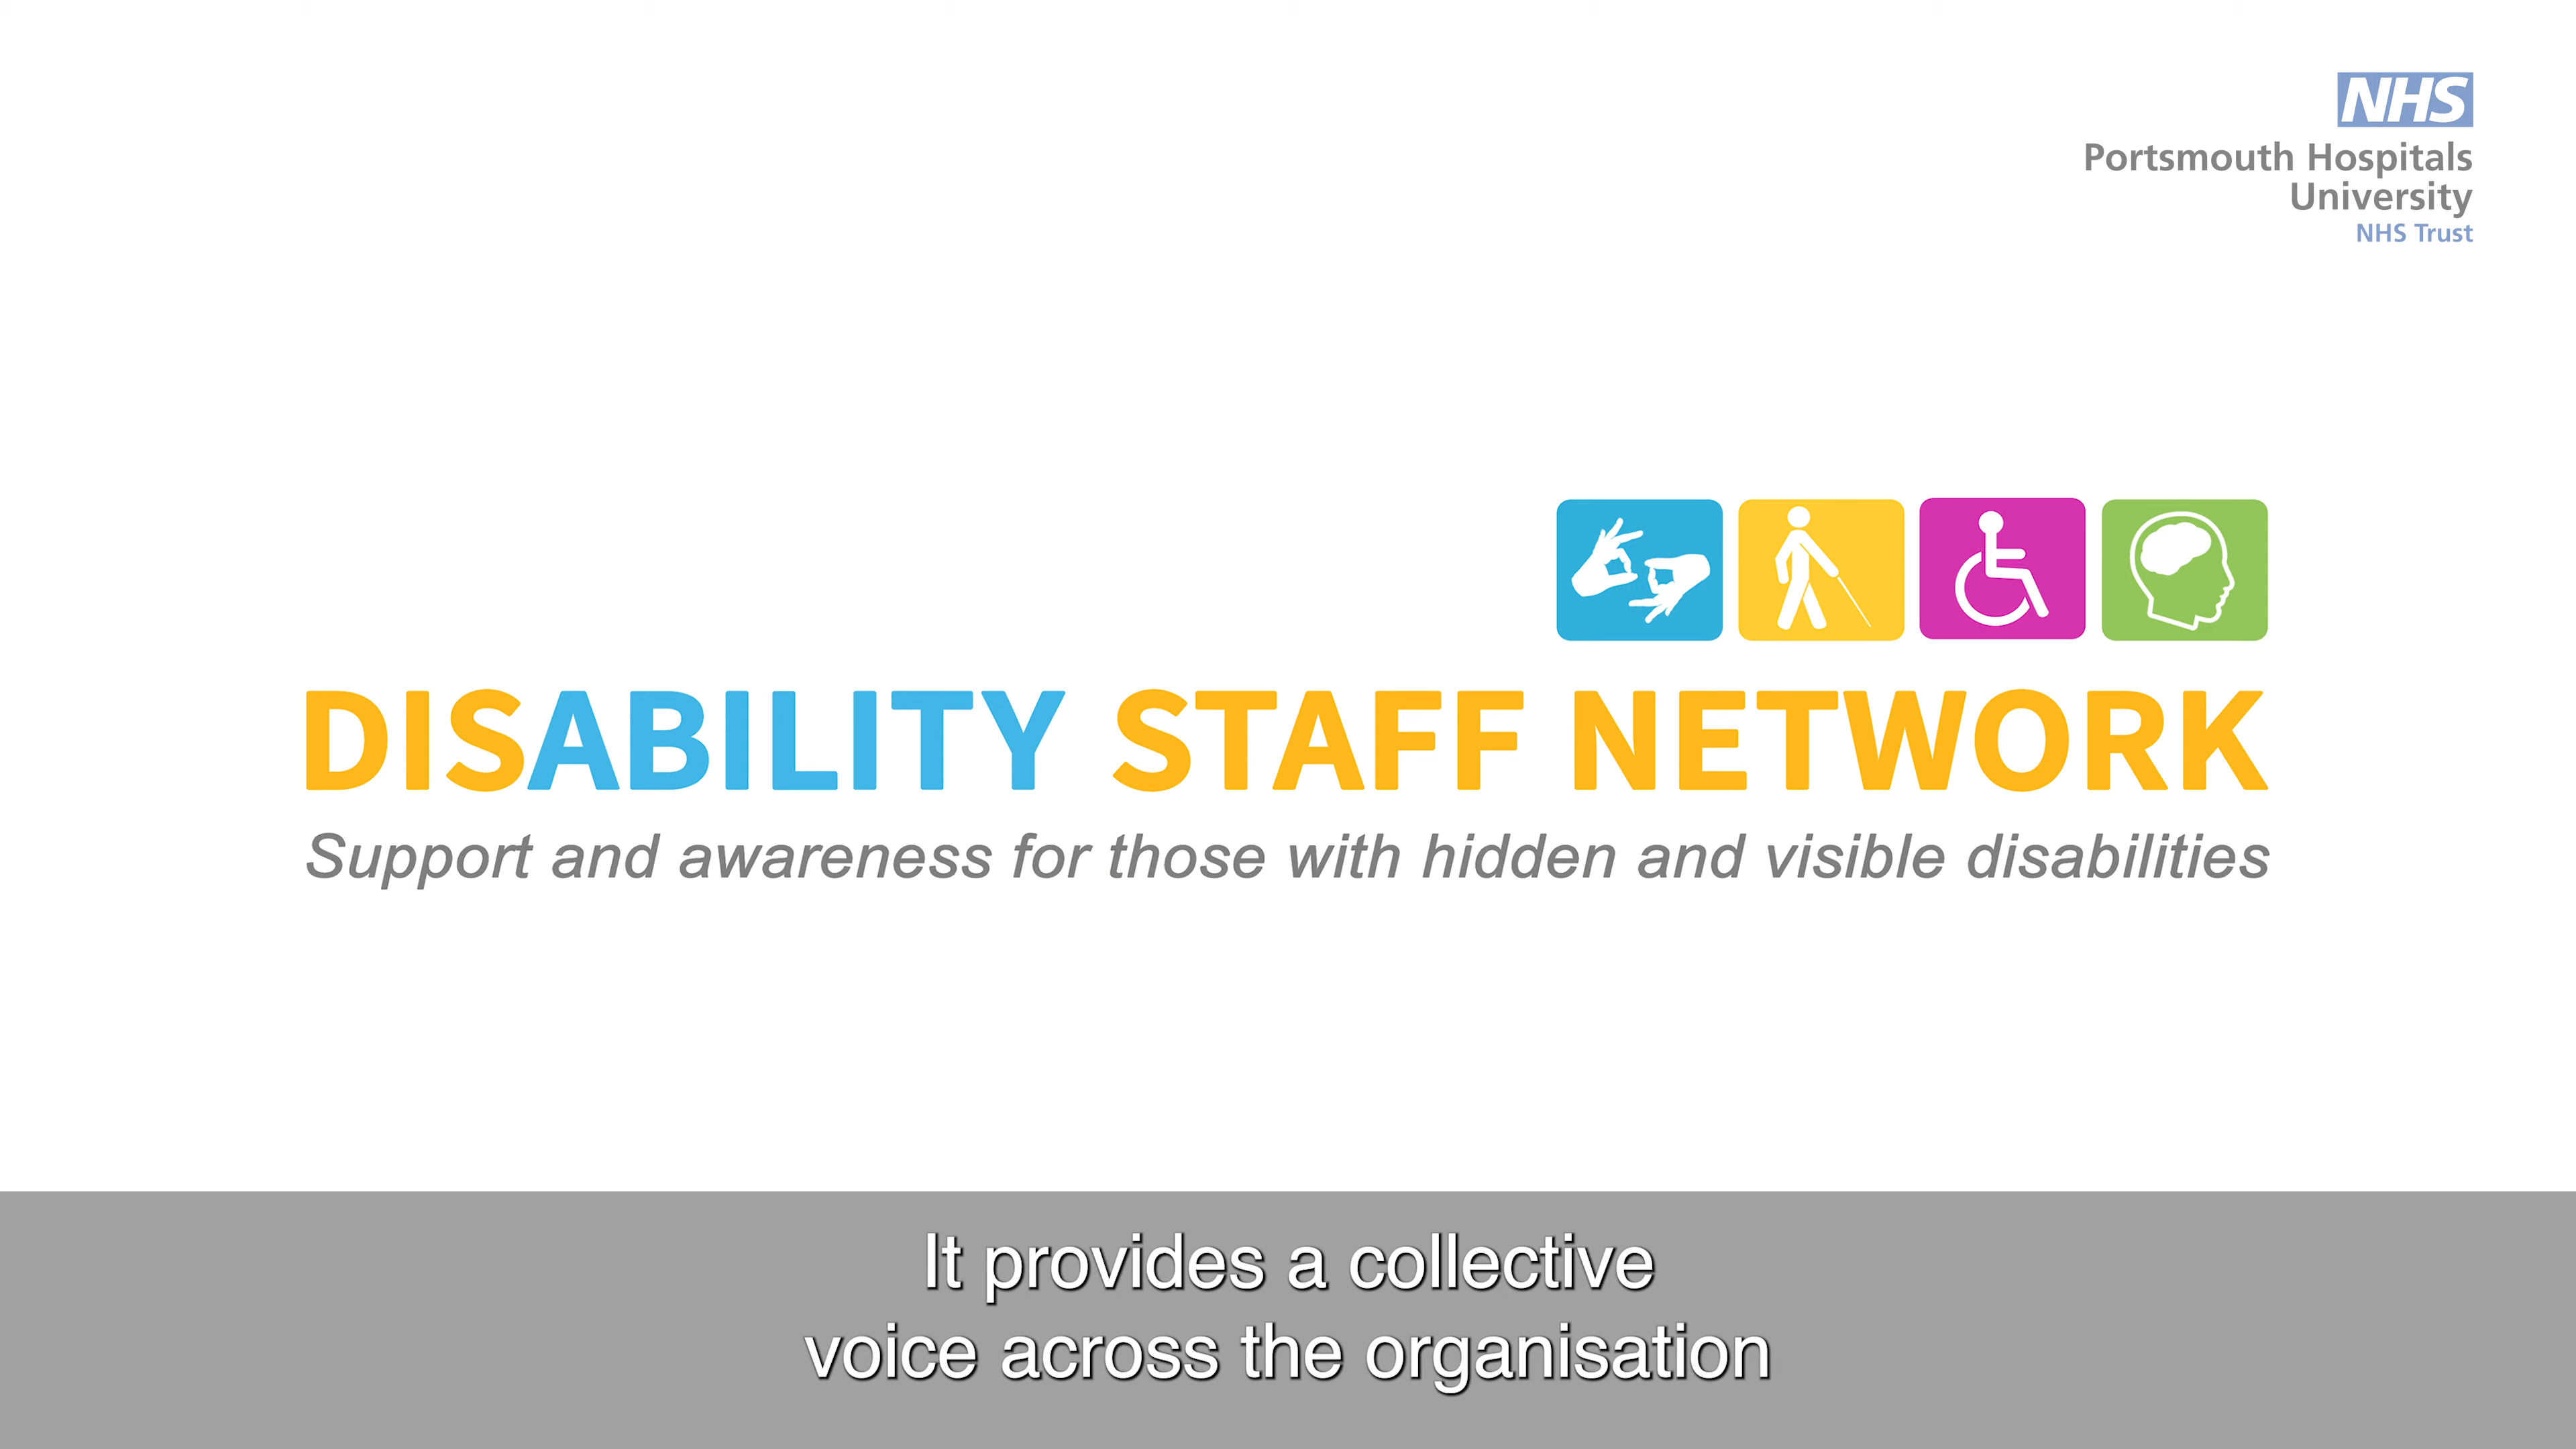 NHS
Portsmouth Hospitals
University
NHS Trust
DISABILITY STAFF NETWORK
Support and awareness for those with hidden and visible disabilities
It provides a collective
voice across the organisation